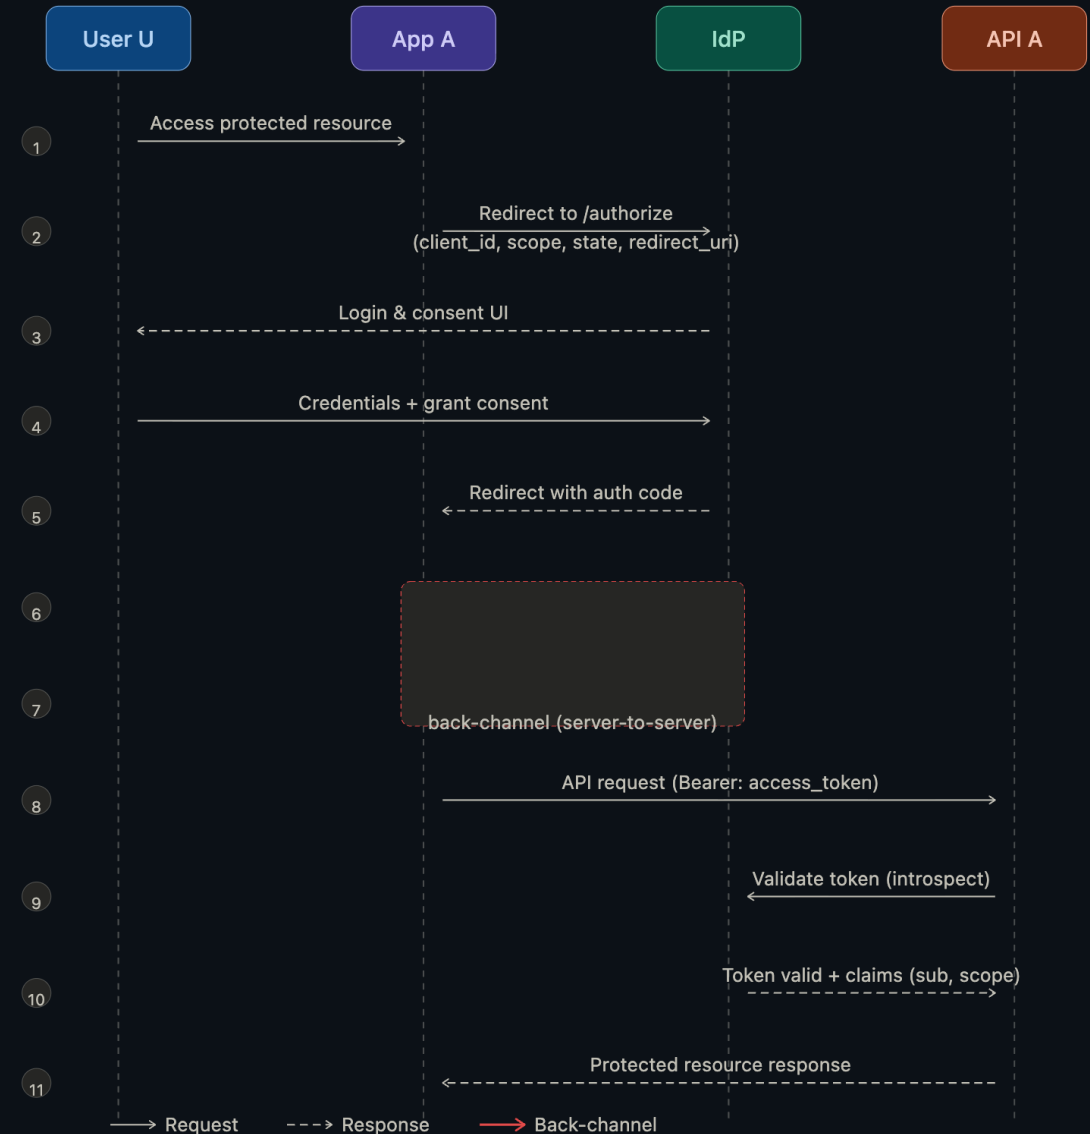 User U
App A
IdP
API A
1
Access protected resource
2
Redirect to /authorize
(client_id, scope, state, redirect_uri)
3
Login & consent UI
4
Credentials + grant consent
5
Redirect with auth code
6
7
back-channel (server-to-server)
8
API request (Bearer: access_token)
9
Validate token (introspect)
10
Token valid + claims (sub, scope)
11
Protected resource response
Request
Response
Back-channel